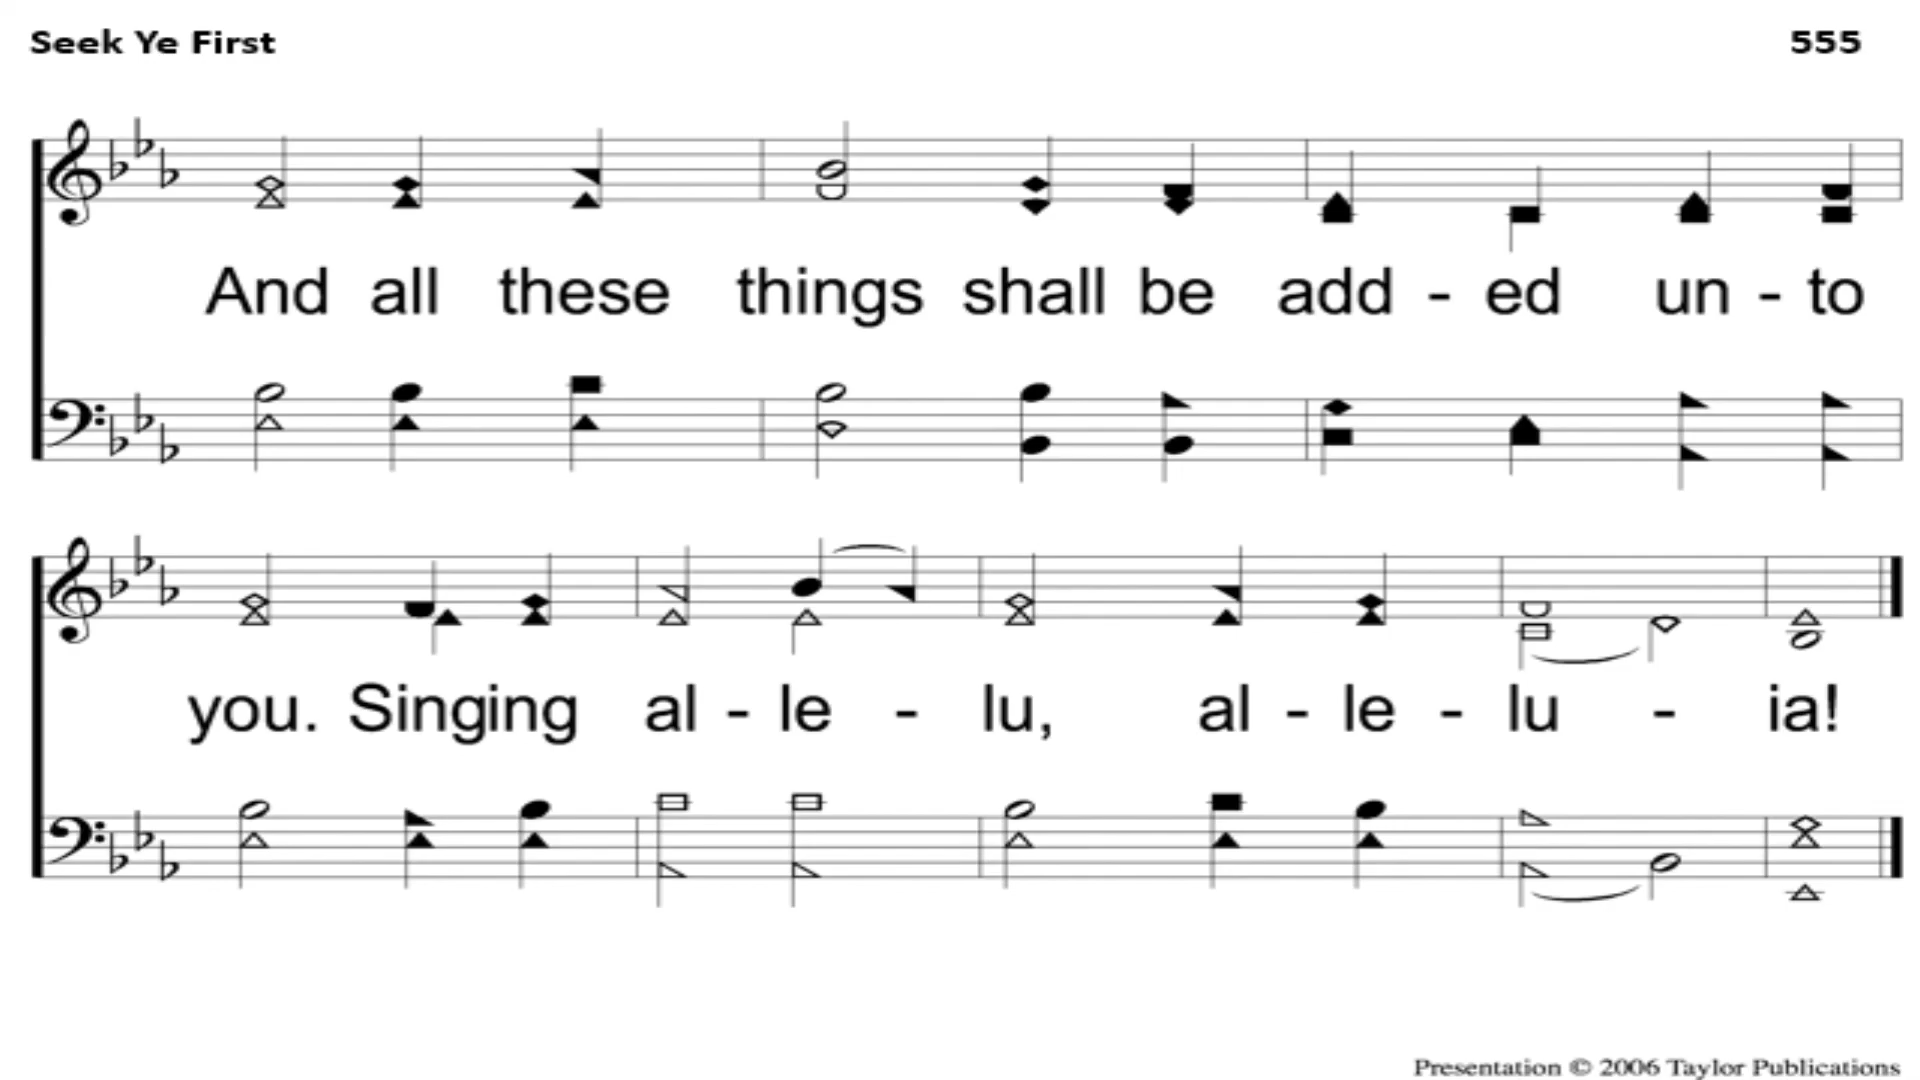 Seek Ye First 555
And all these things shall be add - ed un - to
you. Singing al - le - lu, al - le - lu - ia!
Presentation © 2006 Taylor Publications